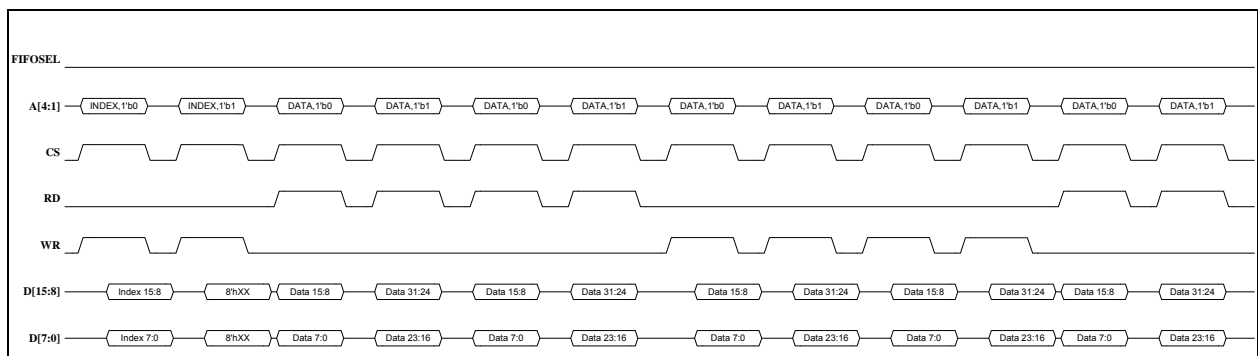 FIFOSEL
A[4:1] INDEX,1'b0 INDEX,1'b1 DATA,1'b0 DATA,1'b1 DATA,1'b0 DATA,1'b1 DATA,1'b0 DATA,1'b1 DATA,1'b0 DATA,1'b1 DATA,1'b0 DATA,1'b1
CS
RD
WR
D[15:8] Index 15:8 8'hXX Data 15:8 Data 31:24 Data 15:8 Data 31:24 Data 15:8 Data 31:24 Data 15:8 Data 31:24 Data 15:8 Data 31:24
D[7:0] Index 7:0 8'hXX Data 7:0 Data 23:16 Data 7:0 Data 23:16 Data 7:0 Data 23:16 Data 7:0 Data 23:16 Data 7:0 Data 23:16